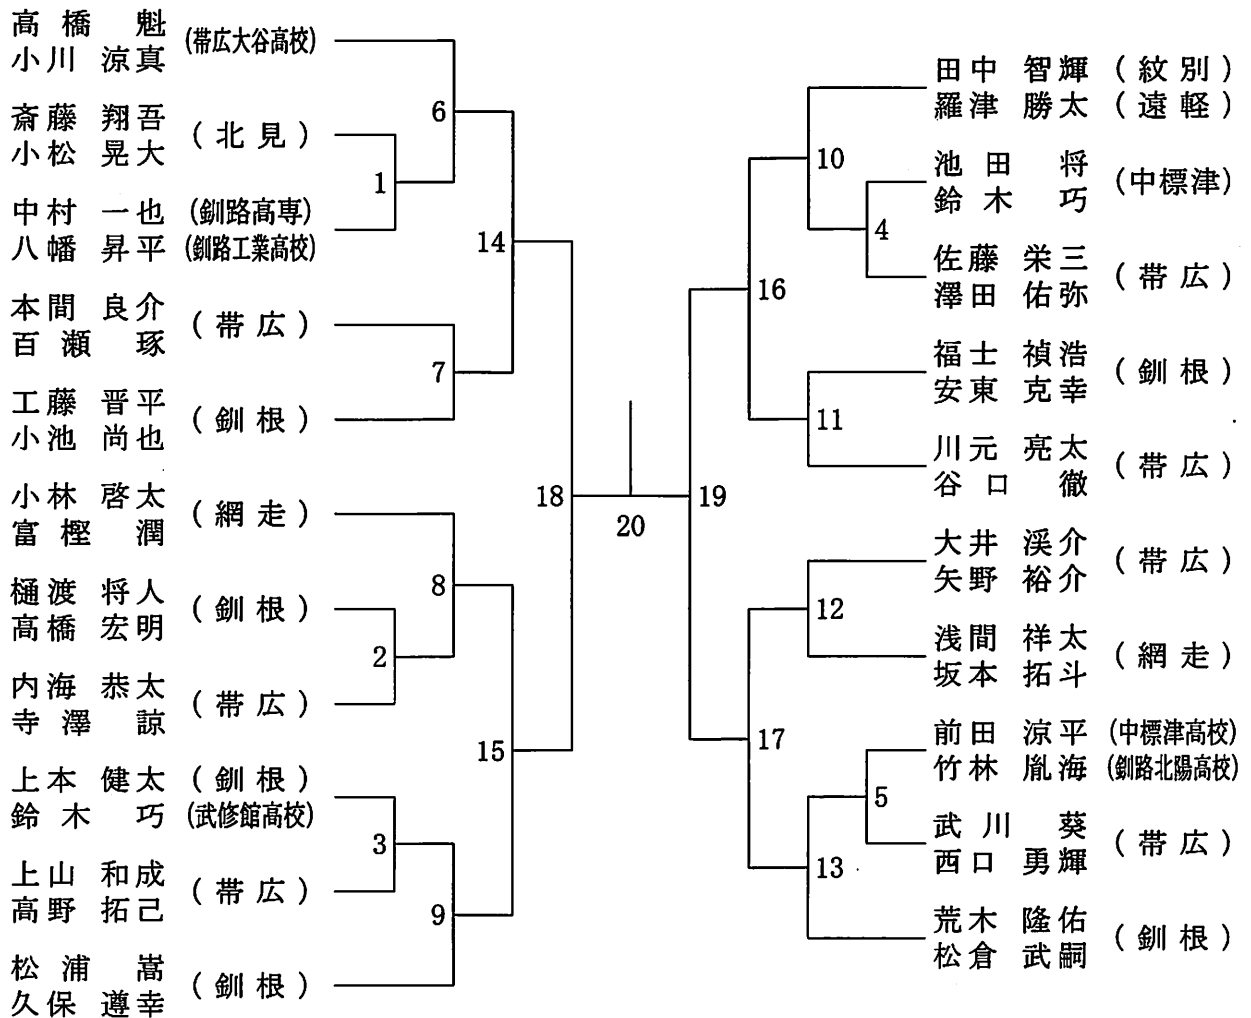 高橋 魁
小川 涼真
(帯広大谷高校)
斎藤 翔吾
小松 晃大
(北見)
中村 一也 (釧路高専)
八幡 昇平 (釧路工業高校)
本間 良介
百瀬 琢
(帯広)
工藤 晋平
小池 尚也
(釧根)
小林 啓太
富樫 潤
(網走)
樋渡 将人
高橋 宏明
(釧根)
内海 恭太
寺澤 諒
(帯広)
上本 健太 (釧根)
鈴木 巧 (武修館高校)
上山 和成
高野 拓己
(帯広)
松浦 嵩
久保 遵幸
(釧根)
1
2
3
6
7
8
9
14
15
18
20
19
16
17
10
11
12
13
4
5
田中 智輝 (紋別)
羅津 勝太 (遠軽)
池田 将
鈴木 巧
(中標津)
佐藤 栄三
澤田 佑弥
(帯広)
福士 禎浩
安東 克幸
(釧根)
川元 亮太
谷口 徹
(帯広)
大井 渓介
矢野 裕介
(帯広)
浅間 祥太
坂本 拓斗
(網走)
前田 涼平 (中標津高校)
竹林 胤海 (釧路北陽高校)
武川 葵
西口 勇輝
(帯広)
荒木 隆佑
松倉 武嗣
(釧根)